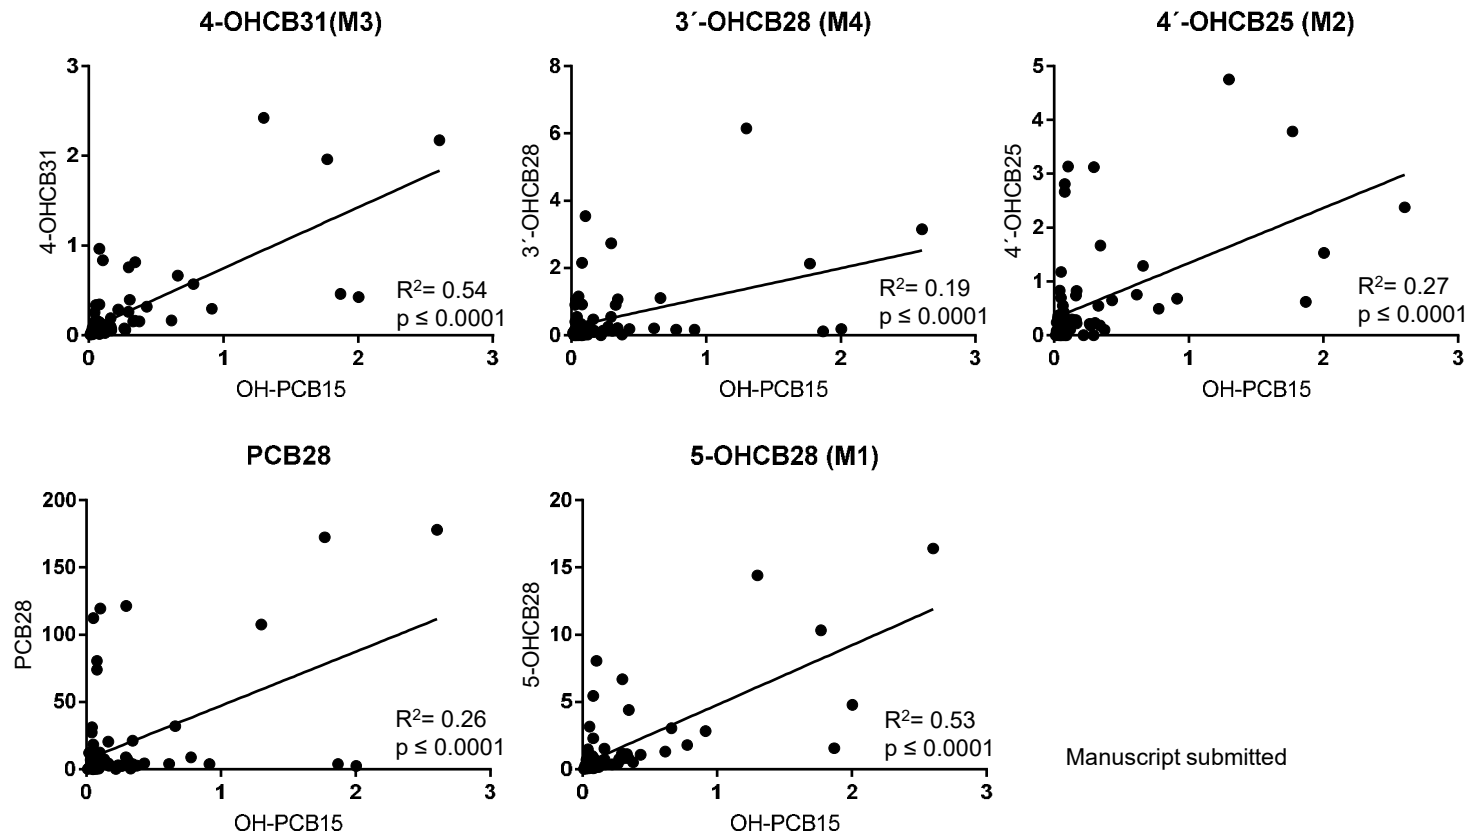 4-OHCB31(M3)
3
2
1
0
4-OHCB31
R²= 0.54
p ≤ 0.0001
0 1 2 3
OH-PCB15
3´-OHCB28 (M4)
8
6
4
2
0
3´-OHCB28
R²= 0.19
p ≤ 0.0001
0 1 2 3
OH-PCB15
4´-OHCB25 (M2)
5
4
3
2
1
0
4´-OHCB25
R²= 0.27
p ≤ 0.0001
0 1 2 3
OH-PCB15
PCB28
200
150
100
50
0
PCB28
R²= 0.26
p ≤ 0.0001
0 1 2 3
OH-PCB15
5-OHCB28 (M1)
20
15
10
5
0
5-OHCB28
R²= 0.53
p ≤ 0.0001
0 1 2 3
OH-PCB15
Manuscript submitted